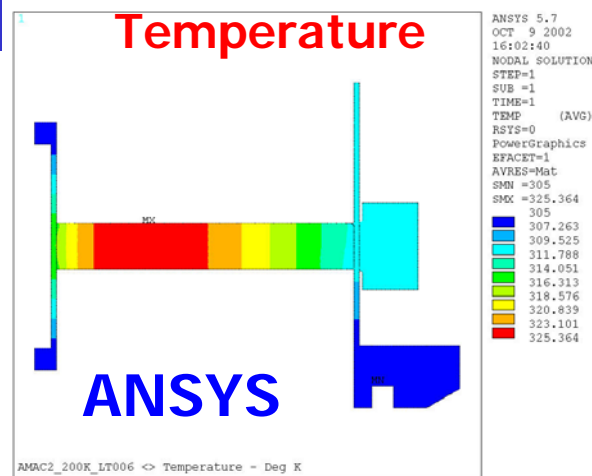 1
Temperature
ANSYS 5.7
OCT 9 2002
16:02:40
NODAL SOLUTION
STEP=1
SUB =1
TIME=1
TEMP (AVG)
RSYS=0
PowerGraphics
EFACET=1
AVRES=Mat
SMN =305
SMX =325.364
305
307.263
309.525
311.788
314.051
316.313
318.576
320.839
323.101
325.364
MX
ANSYS
AMAC2_200K_LT006 <> Temperature - Deg K